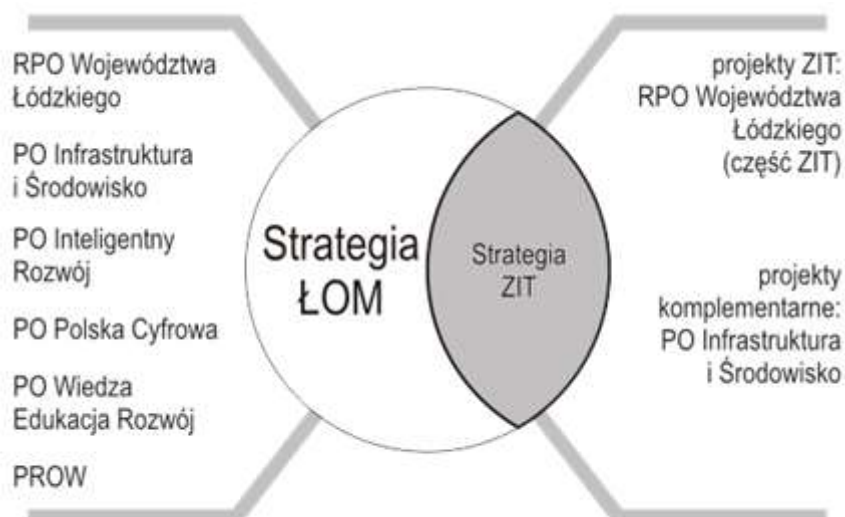 RPO Województwa
Łódzkiego
PO Infrastruktura
i Środowisko
PO Inteligentny
Rozwój
PO Polska Cyfrowa
PO Wiedza
Edukacja Rozwój
PROW
Strategia
ŁOM
Strategia
ZIT
projekty ZIT:
RPO Województwa
Łódzkiego
(część ZIT)
projekty
komplementarne:
PO Infrastruktura
i Środowisko